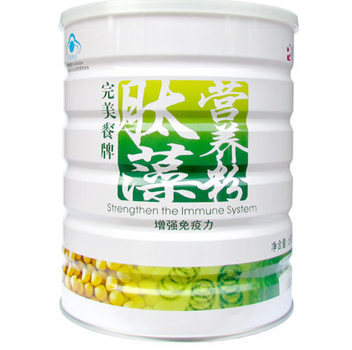 完美餐牌
肽藻
营养粉
Strengthen the Immune System
增强免疫力
净含量